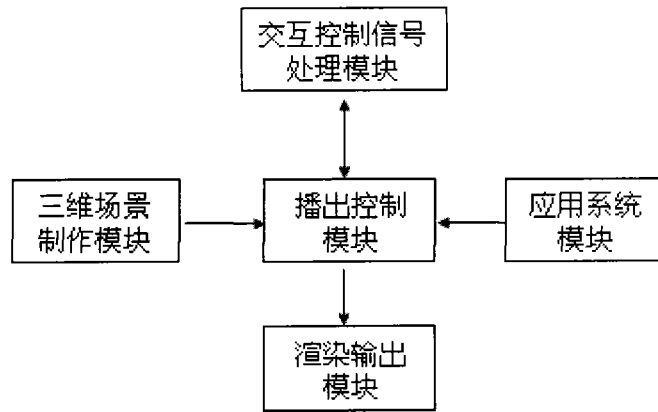 交互控制信号
处理模块
三维场景
制作模块
播出控制
模块
应用系统
模块
渲染输出
模块